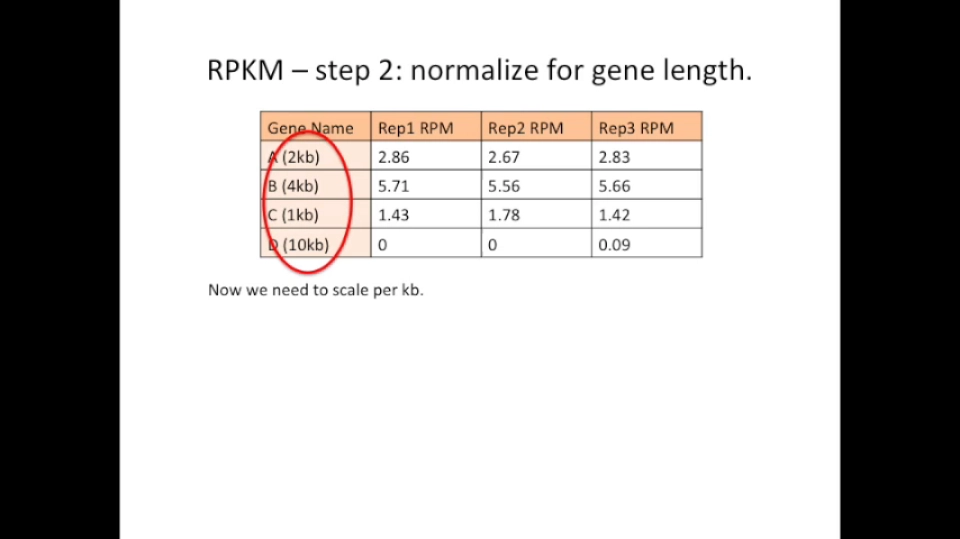 RPKM – step 2: normalize for gene length.
Gene Name Rep1 RPM Rep2 RPM Rep3 RPM
A (2kb) 2.86 2.67 2.83
B (4kb) 5.71 5.56 5.66
C (1kb) 1.43 1.78 1.42
D (10kb) 0 0 0.09
Now we need to scale per kb.